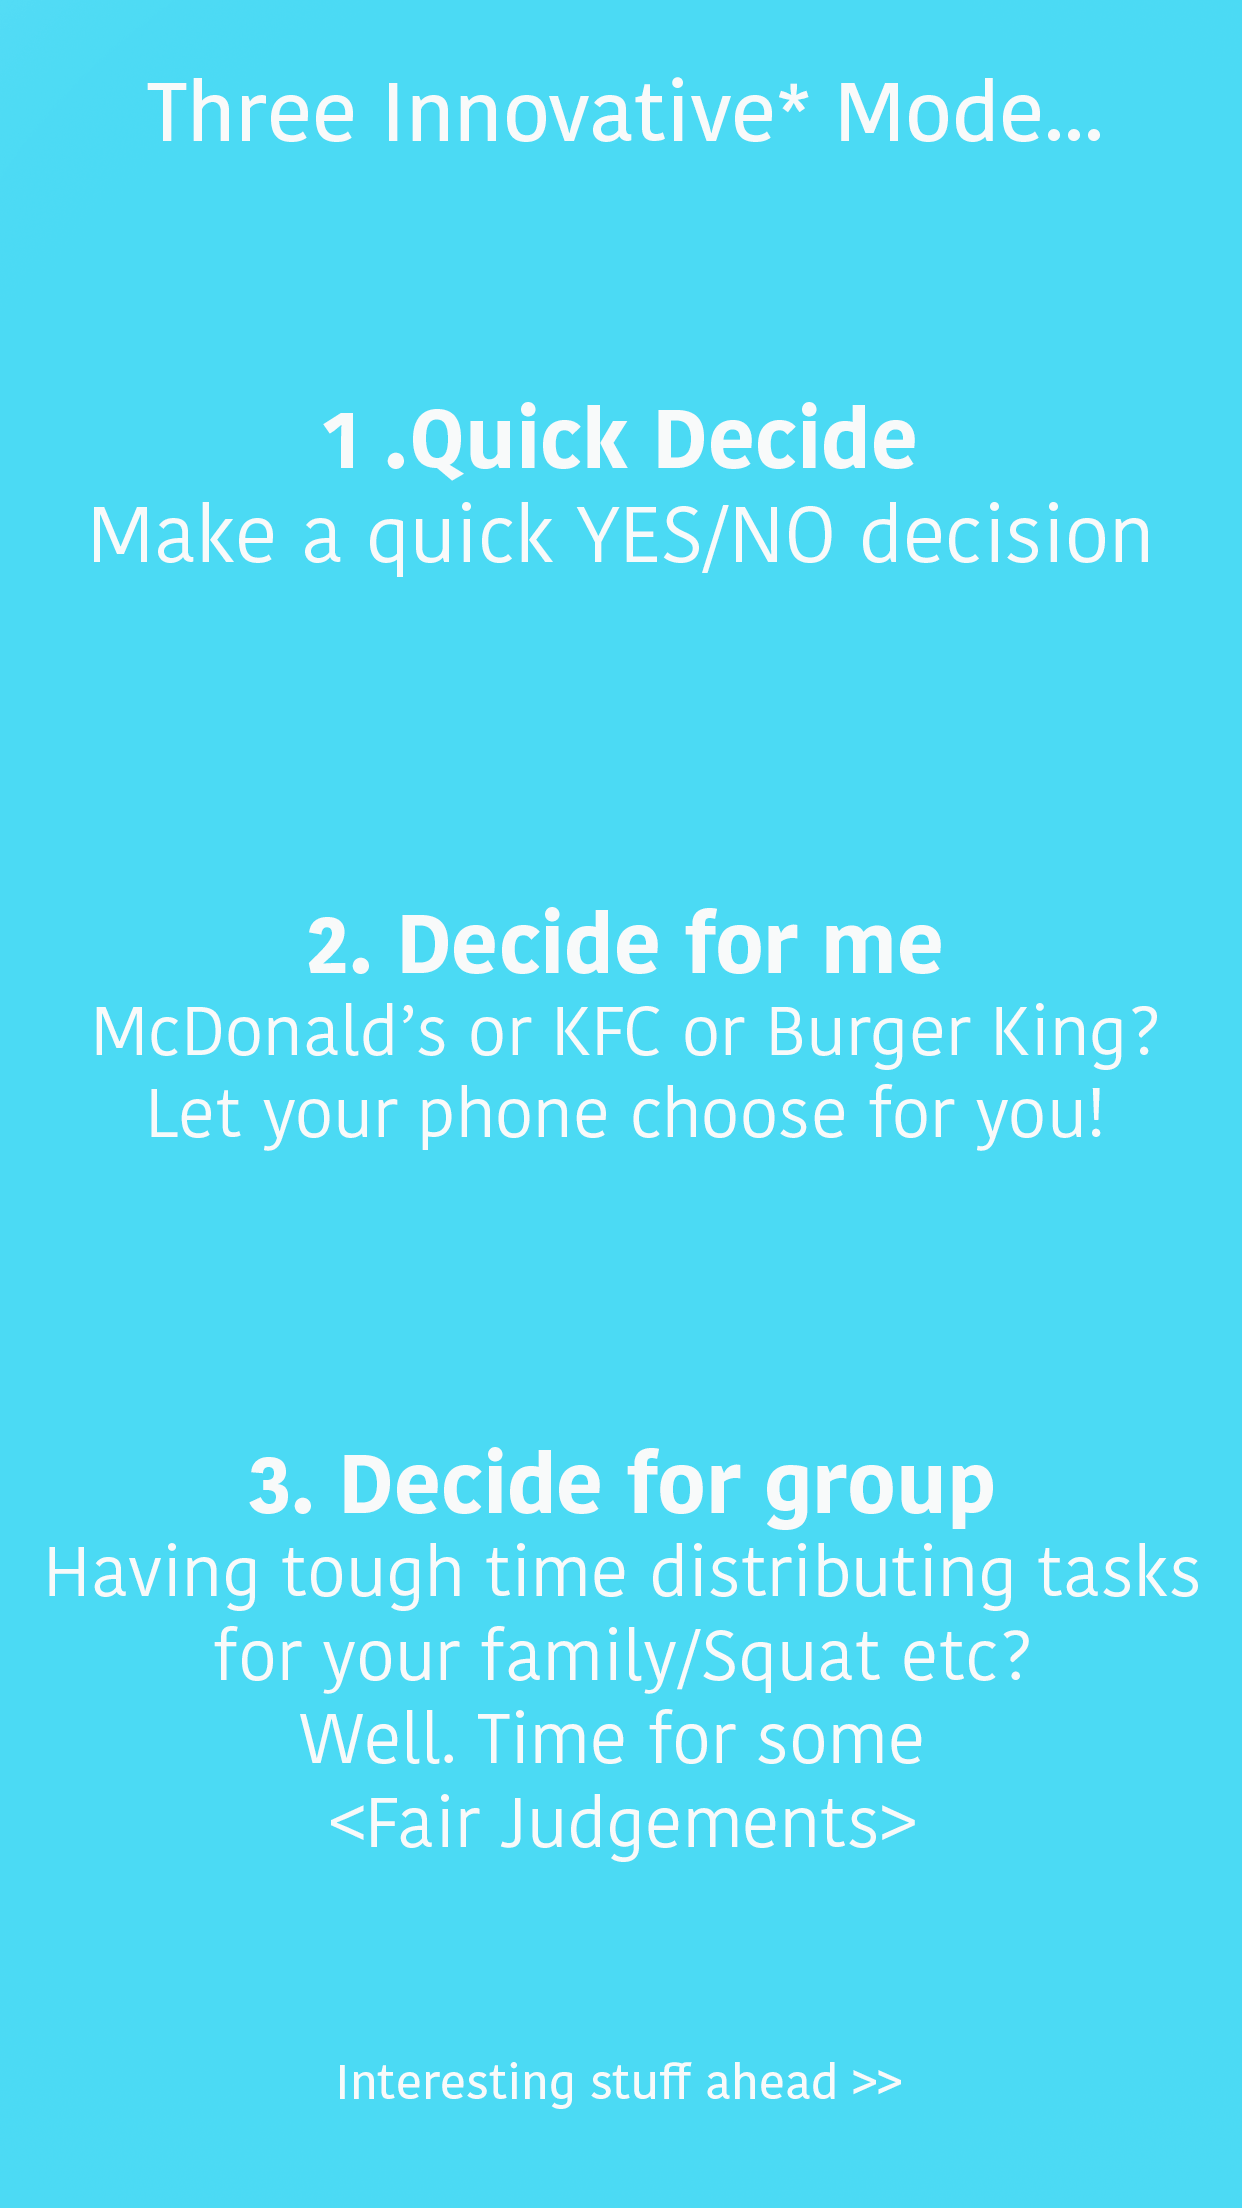 Three Innovative* Mode...
1 .Quick Decide
Make a quick YES/NO decision
2. Decide for me
McDonald’s or KFC or Burger King?
Let your phone choose for you!
3. Decide for group
Having tough time distributing tasks
for your family/Squat etc?
Well. Time for some
<Fair Judgements>
Interesting stuff ahead >>